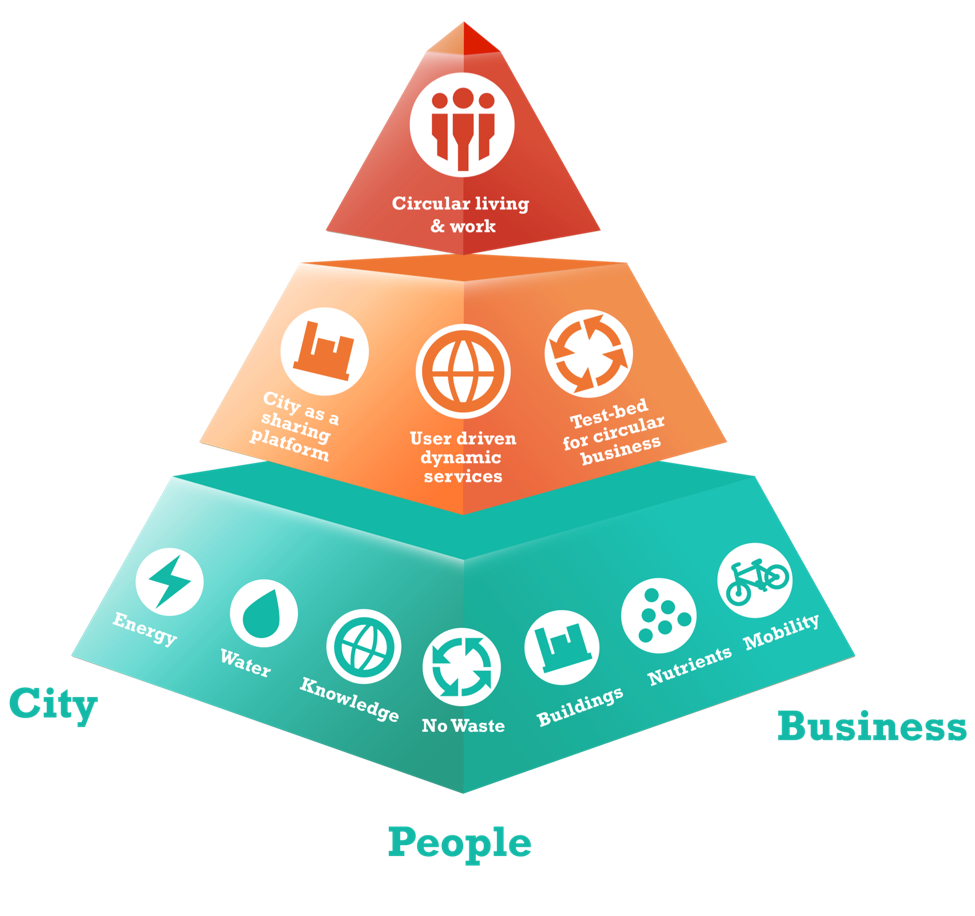 Circular living
& work
City as a
sharing
platform
User driven
dynamic
services
Test-bed
for circular
business
Energy
Water
Knowledge
No Waste
Buildings
Nutrients
Mobility
City
People
Business